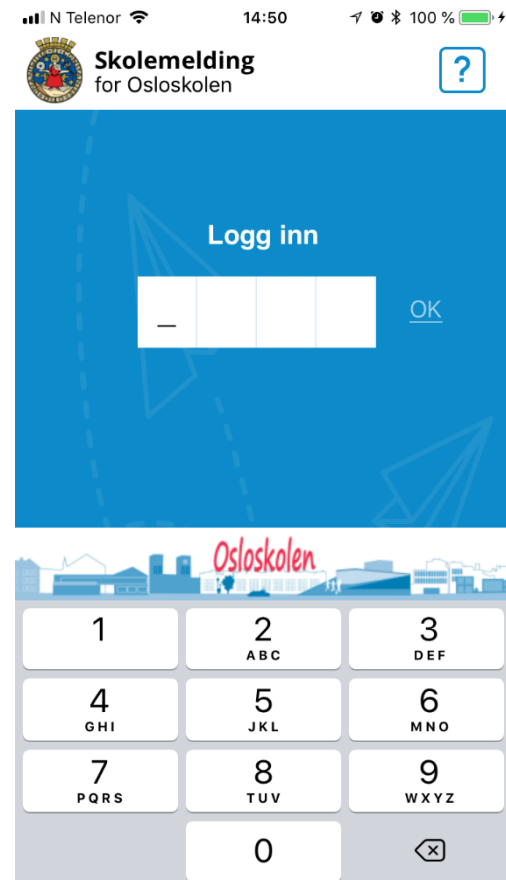 N Telenor 14:50 100 %
Skolemelding
for Osloskolen
?
Logg inn
OK
Osloskolen
1 2 3
ABC DEF
4 5 6
GHI JKL MNO
7 8 9
PQRS TUV WXYZ
0